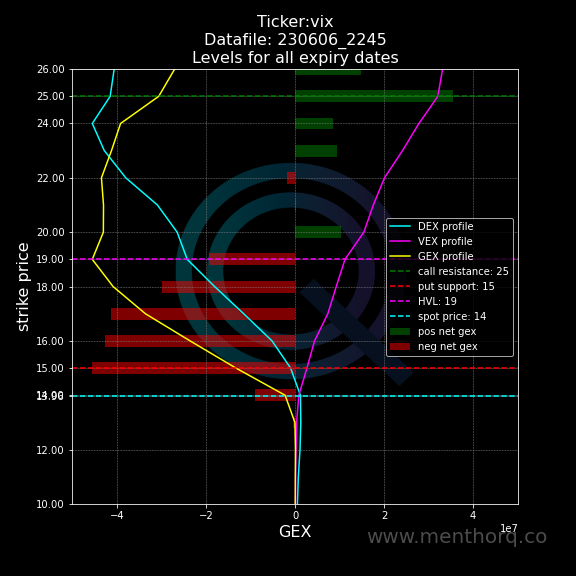 Ticker:vix
Datafile: 230606_2245
Levels for all expiry dates
26.00
25.00
24.00
22.00
20.00
19.00
18.00
16.00
15.00
14.00
12.00
10.00
strike price
DEX profile
VEX profile
GEX profile
call resistance: 25
put support: 15
HVL: 19
spot price: 14
pos net gex
neg net gex
−4
−2
0
2
4
1e7
GEX
www.menthorq.co